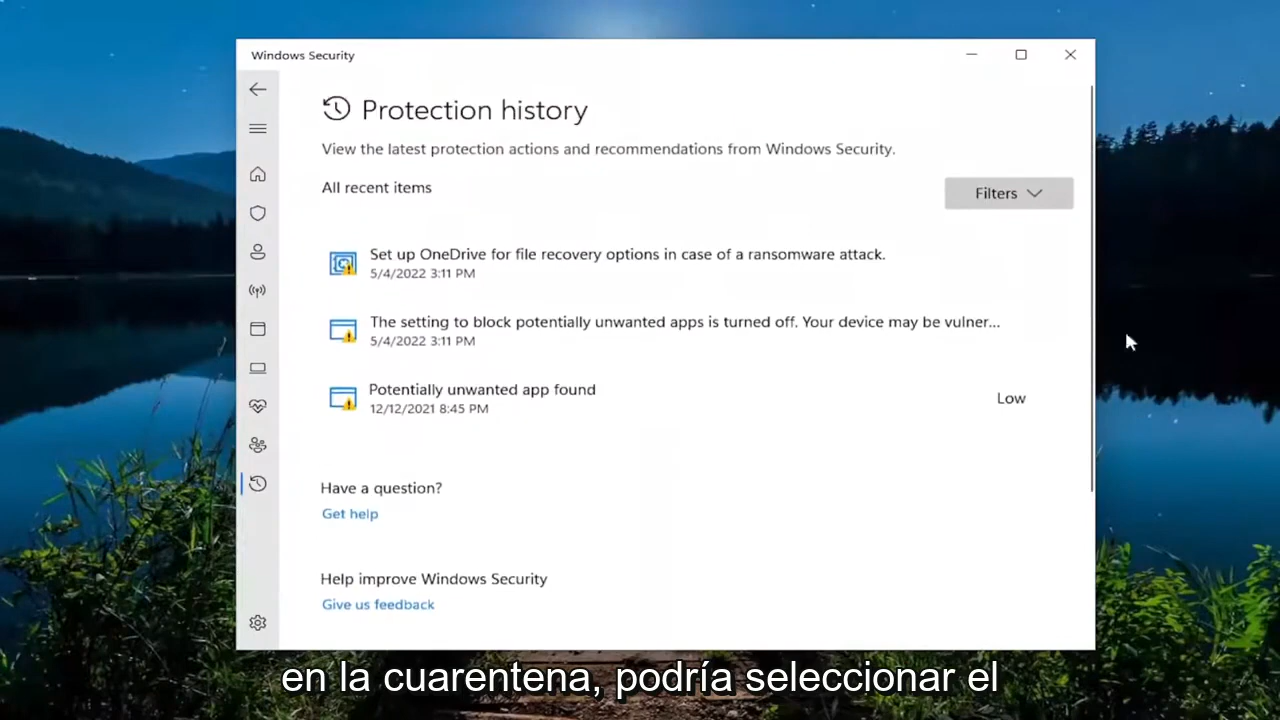 Windows Security
Protection history
View the latest protection actions and recommendations from Windows Security.
All recent items
Filters
Set up OneDrive for file recovery options in case of a ransomware attack.
5/4/2022 3:11 PM
The setting to block potentially unwanted apps is turned off. Your device may be vulner...
5/4/2022 3:11 PM
Potentially unwanted app found
12/12/2021 8:45 PM
Low
Have a question?
Get help
Help improve Windows Security
Give us feedback
en la cuarentena, podría seleccionar el